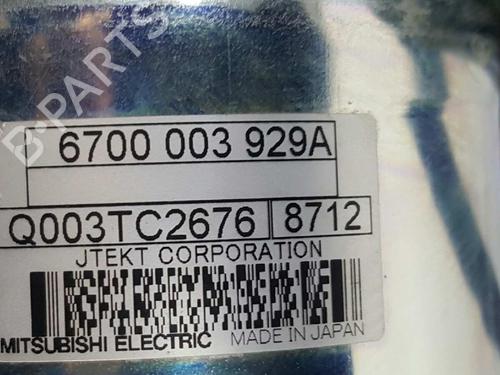 6700 003 929A
Q003TC2676 8712
JTEKT CORPORATION
MITSUBISHI ELECTRIC MADE IN JAPAN
B-PARTS